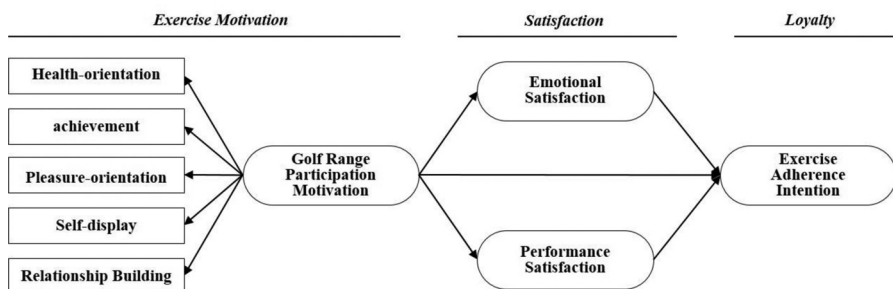 Exercise Motivation
Satisfaction
Loyalty
Health-orientation
achievement
Pleasure-orientation
Self-display
Relationship Building
Golf Range
Participation
Motivation
Emotional
Satisfaction
Performance
Satisfaction
Exercise
Adherence
Intention